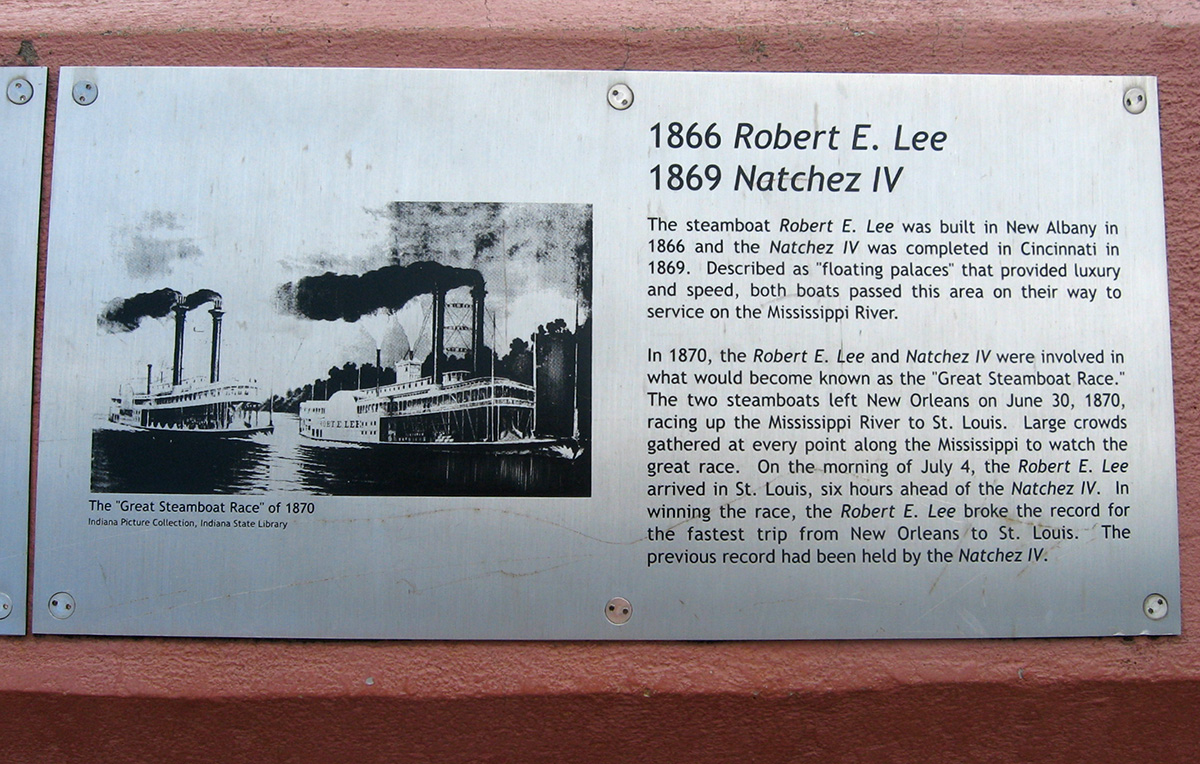 1866 Robert E. Lee
1869 Natchez IV
The steamboat Robert E. Lee was built in New Albany in
1866 and the Natchez IV was completed in Cincinnati in
1869. Described as "floating palaces" that provided luxury
and speed, both boats passed this area on their way to
service on the Mississippi River.
In 1870, the Robert E. Lee and Natchez IV were involved in
what would become known as the "Great Steamboat Race."
The two steamboats left New Orleans on June 30, 1870,
racing up the Mississippi River to St. Louis. Large crowds
gathered at every point along the Mississippi to watch the
great race. On the morning of July 4, the Robert E. Lee
arrived in St. Louis, six hours ahead of the Natchez IV. In
winning the race, the Robert E. Lee broke the record for
the fastest trip from New Orleans to St. Louis. The
previous record had been held by the Natchez IV.
The "Great Steamboat Race" of 1870
Indiana Picture Collection, Indiana State Library